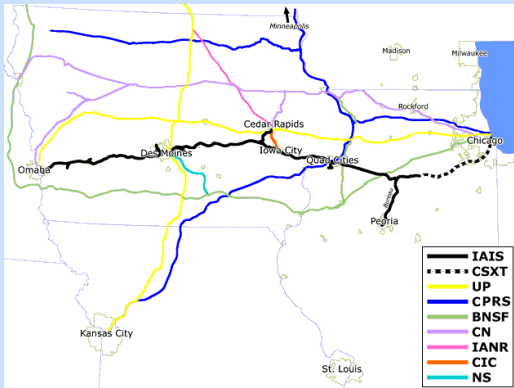 Minneapolis
Madison
Milwaukee
Rockford
Cedar Rapids
Chicago
Des Moines
Iowa City
Quad Cities
Omaha
Bureau
Peoria
Kansas City
St. Louis
IAIS
CSXT
UP
CPRS
BNSF
CN
IANR
CIC
NS